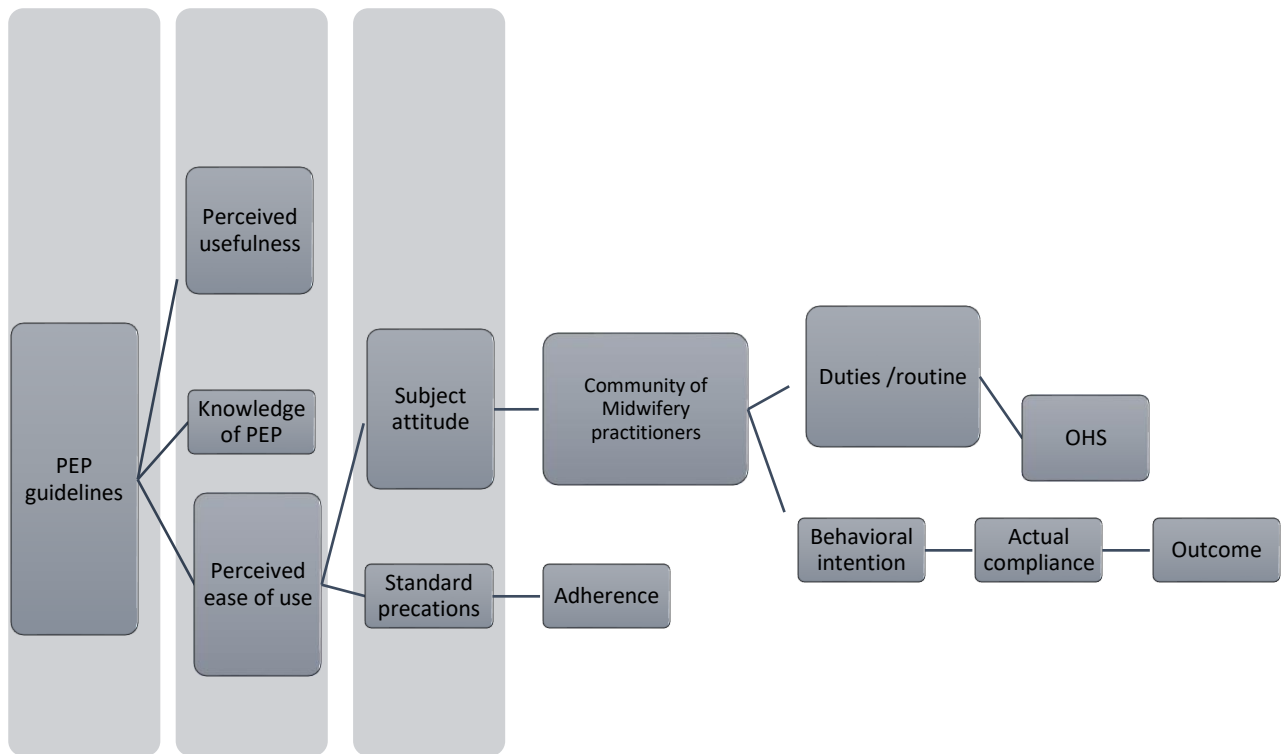 PEP
guidelines
Perceived
usefulness
Knowledge
of PEP
Perceived
ease of use
Subject
attitude
Standard
precations
Community of
Midwifery
practitioners
Adherence
Duties /routine
OHS
Behavioral
intention
Actual
compliance
Outcome